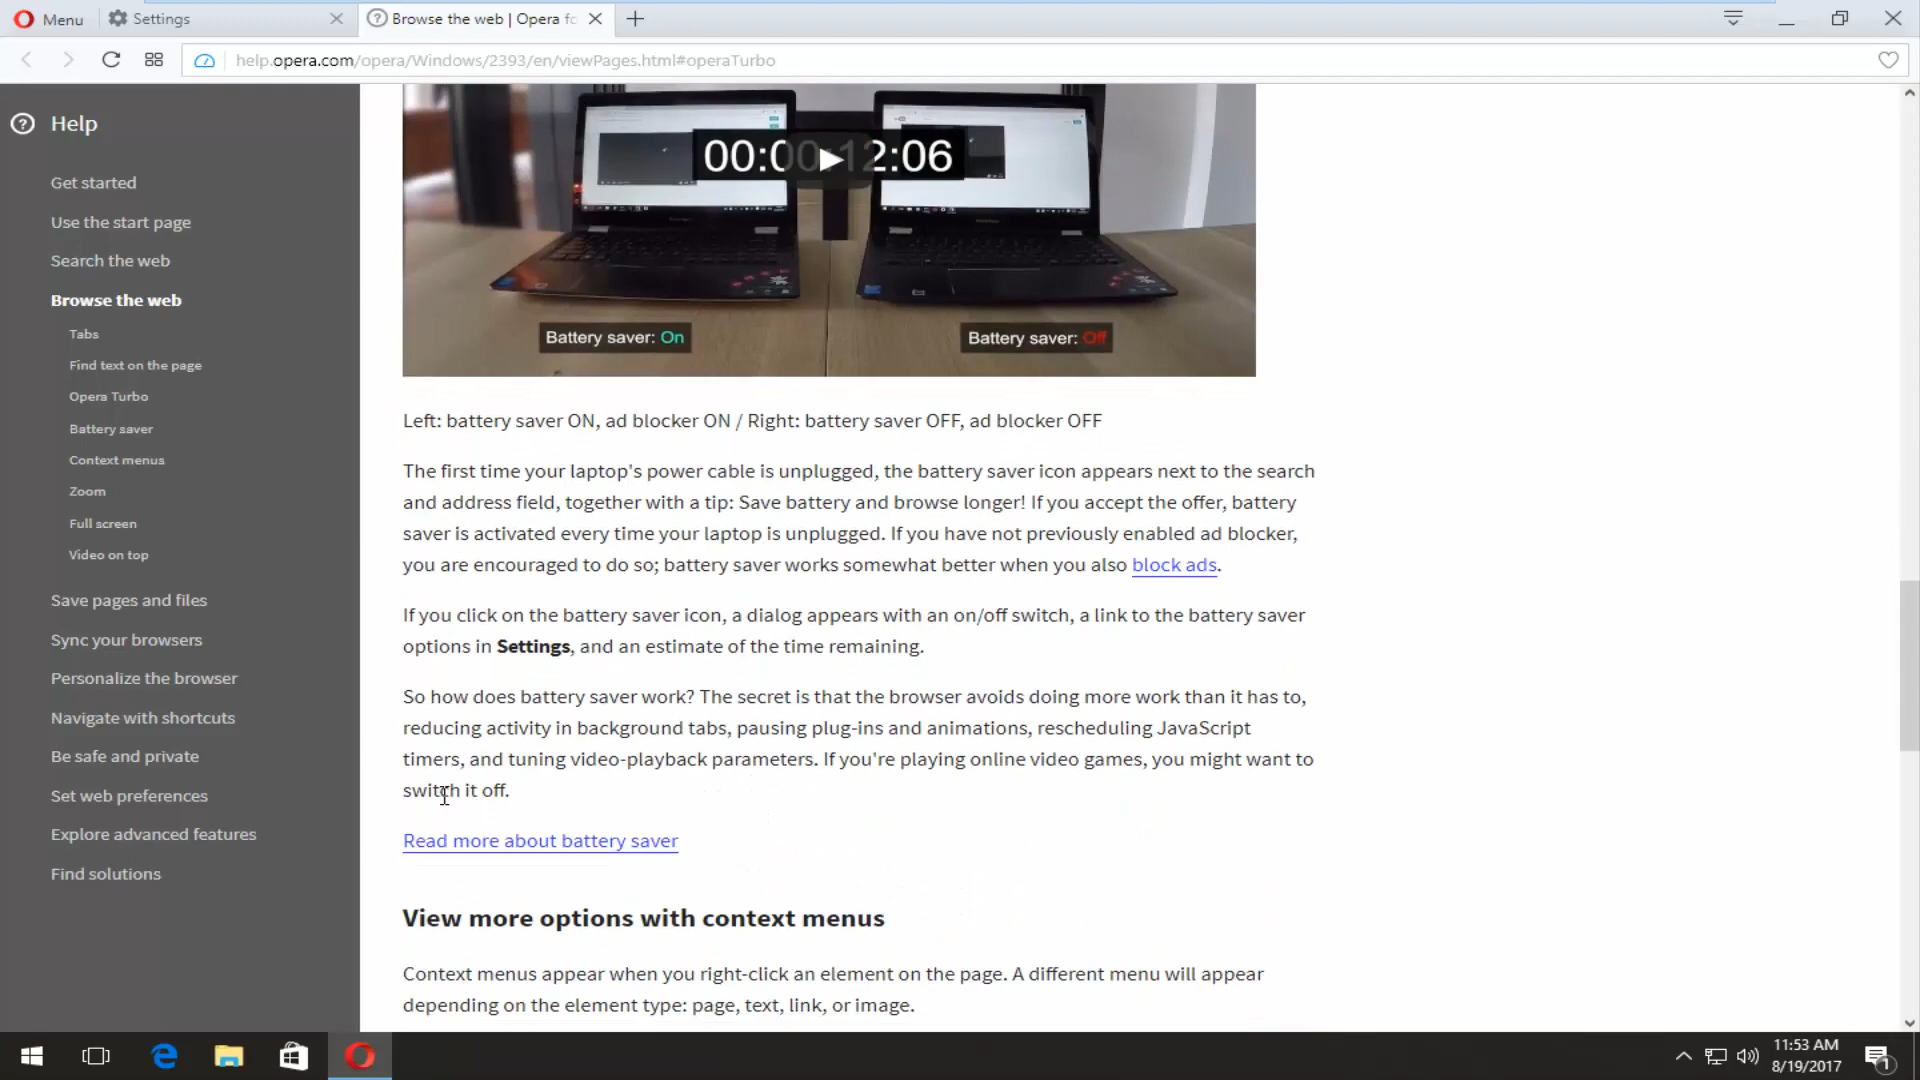 Menu
Settings
Browse the web | Opera fo
help.opera.com/opera/Windows/2393/en/viewPages.html#operaTurbo
Help
Get started
Use the start page
Search the web
Browse the web
Tabs
Find text on the page
Opera Turbo
Battery saver
Context menus
Zoom
Full screen
Video on top
Save pages and files
Sync your browsers
Personalize the browser
Navigate with shortcuts
Be safe and private
Set web preferences
Explore advanced features
Find solutions
00:00:12:06
Battery saver: On
Battery saver: Off
Left: battery saver ON, ad blocker ON / Right: battery saver OFF, ad blocker OFF
The first time your laptop's power cable is unplugged, the battery saver icon appears next to the search
and address field, together with a tip: Save battery and browse longer! If you accept the offer, battery
saver is activated every time your laptop is unplugged. If you have not previously enabled ad blocker,
you are encouraged to do so; battery saver works somewhat better when you also block ads.
If you click on the battery saver icon, a dialog appears with an on/off switch, a link to the battery saver
options in Settings, and an estimate of the time remaining.
So how does battery saver work? The secret is that the browser avoids doing more work than it has to,
reducing activity in background tabs, pausing plug-ins and animations, rescheduling JavaScript
timers, and tuning video-playback parameters. If you're playing online video games, you might want to
switch it off.
Read more about battery saver
View more options with context menus
Context menus appear when you right-click an element on the page. A different menu will appear
depending on the element type: page, text, link, or image.
11:53 AM
8/19/2017
1